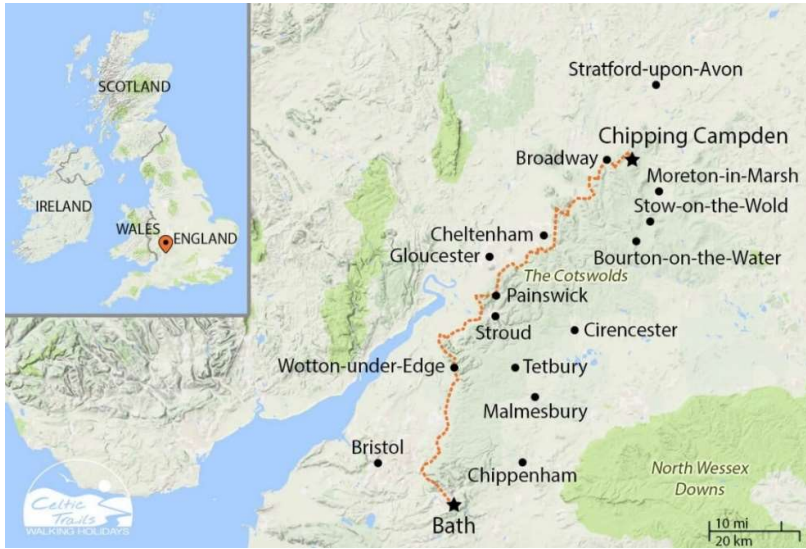 SCOTLAND
IRELAND
WALES
ENGLAND
Stratford-upon-Avon
Chipping Campden
Broadway
Moreton-in-Marsh
Stow-on-the-Wold
Cheltenham
Gloucester
Bourton-on-the-Water
The Cotswolds
Painswick
Stroud
Cirencester
Wotton-under-Edge
Tetbury
Malmesbury
Bristol
Chippenham
North Wessex
Downs
Bath
Celtic
Trails
WALKING HOLIDAYS
10 mi
20 km